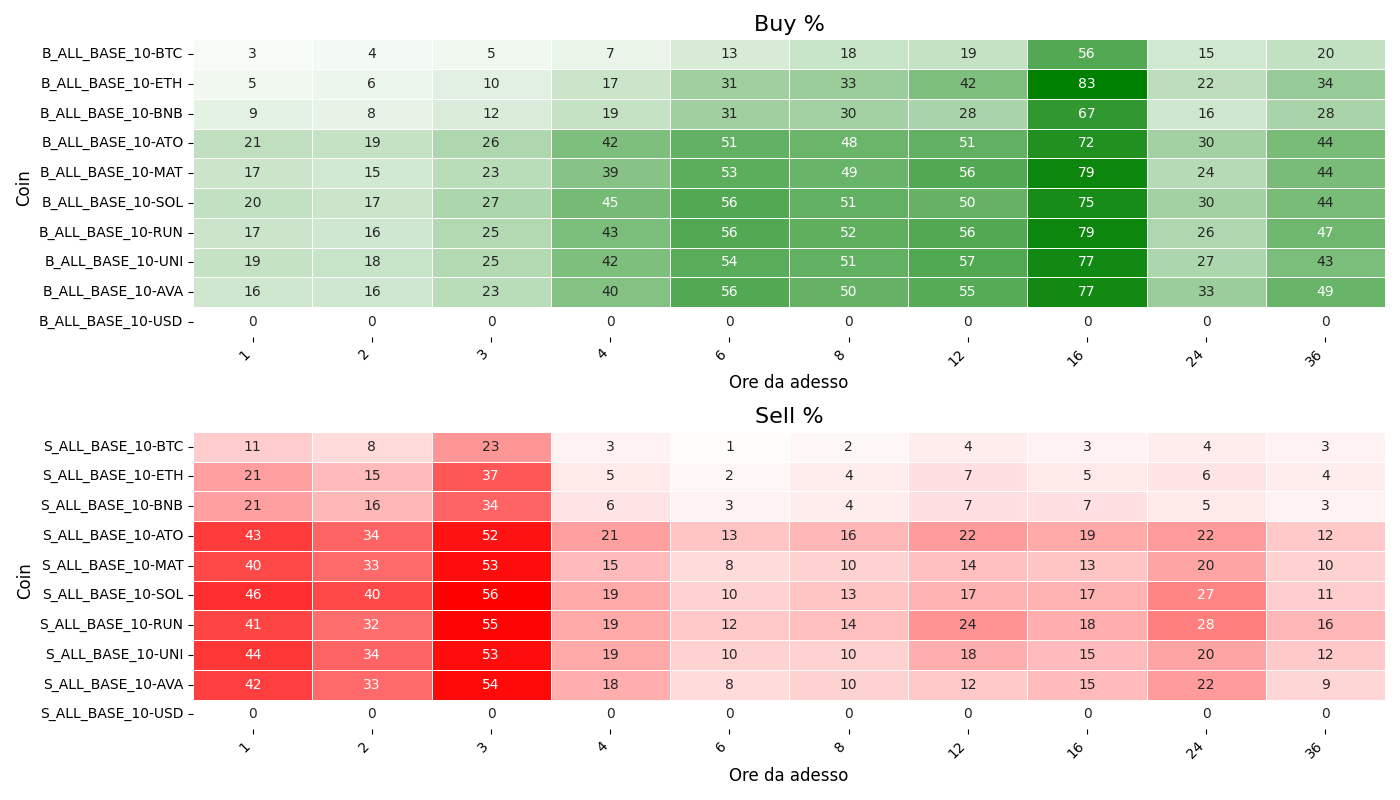 Buy %
Coin
B_ALL_BASE_10-BTC 3 4 5 7 13 18 19 56 15 20
B_ALL_BASE_10-ETH 5 6 10 17 31 33 42 83 22 34
B_ALL_BASE_10-BNB 9 8 12 19 31 30 28 67 16 28
B_ALL_BASE_10-ATO 21 19 26 42 51 48 51 72 30 44
B_ALL_BASE_10-MAT 17 15 23 39 53 49 56 79 24 44
B_ALL_BASE_10-SOL 20 17 27 45 56 51 50 75 30 44
B_ALL_BASE_10-RUN 17 16 25 43 56 52 56 79 26 47
B_ALL_BASE_10-UNI 19 18 25 42 54 51 57 77 27 43
B_ALL_BASE_10-AVA 16 16 23 40 56 50 55 77 33 49
B_ALL_BASE_10-USD 0 0 0 0 0 0 0 0 0 0
1 2 3 4 6 8 12 16 24 36
Ore da adesso
Sell %
Coin
S_ALL_BASE_10-BTC 11 8 23 3 1 2 4 3 4 3
S_ALL_BASE_10-ETH 21 15 37 5 2 4 7 5 6 4
S_ALL_BASE_10-BNB 21 16 34 6 3 4 7 7 5 3
S_ALL_BASE_10-ATO 43 34 52 21 13 16 22 19 22 12
S_ALL_BASE_10-MAT 40 33 53 15 8 10 14 13 20 10
S_ALL_BASE_10-SOL 46 40 56 19 10 13 17 17 27 11
S_ALL_BASE_10-RUN 41 32 55 19 12 14 24 18 28 16
S_ALL_BASE_10-UNI 44 34 53 19 10 10 18 15 20 12
S_ALL_BASE_10-AVA 42 33 54 18 8 10 12 15 22 9
S_ALL_BASE_10-USD 0 0 0 0 0 0 0 0 0 0
1 2 3 4 6 8 12 16 24 36
Ore da adesso